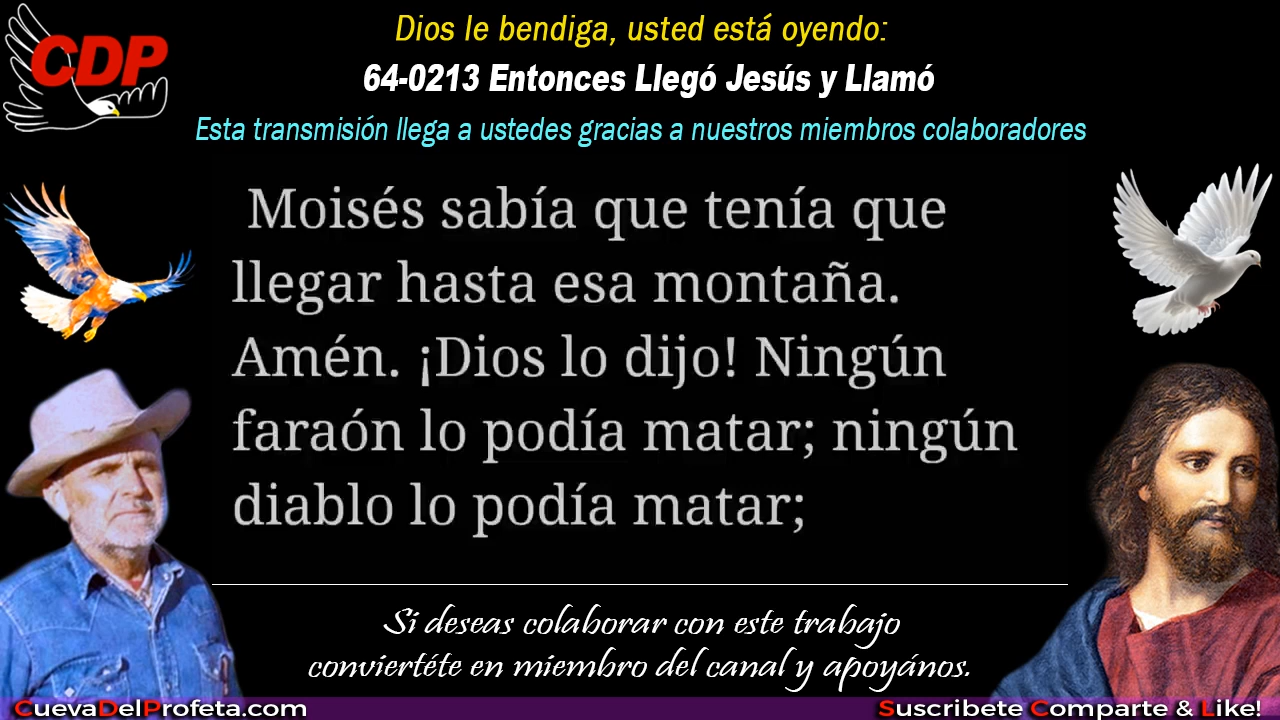 CDP
Dios le bendiga, usted está oyendo:
64-0213 Entonces Llegó Jesús y Llamó
Esta transmisión llega a ustedes gracias a nuestros miembros colaboradores
Moisés sabía que tenía que
llegar hasta esa montaña.
Amén. ¡Dios lo dijo! Ningún
faraón lo podía matar; ningún
diablo lo podía matar;
Si deseas colaborar con este trabajo
conviertéte en miembro del canal y apoyános.
CuevaDelProfeta.com
Suscribete Comparte & Like!